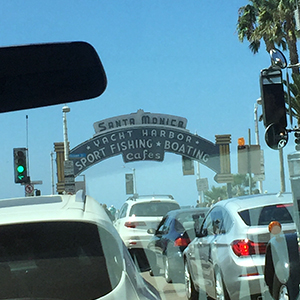 Santa Monica
★ YACHT HARBOR ★
SPORT FISHING ★ BOATING
Cafes